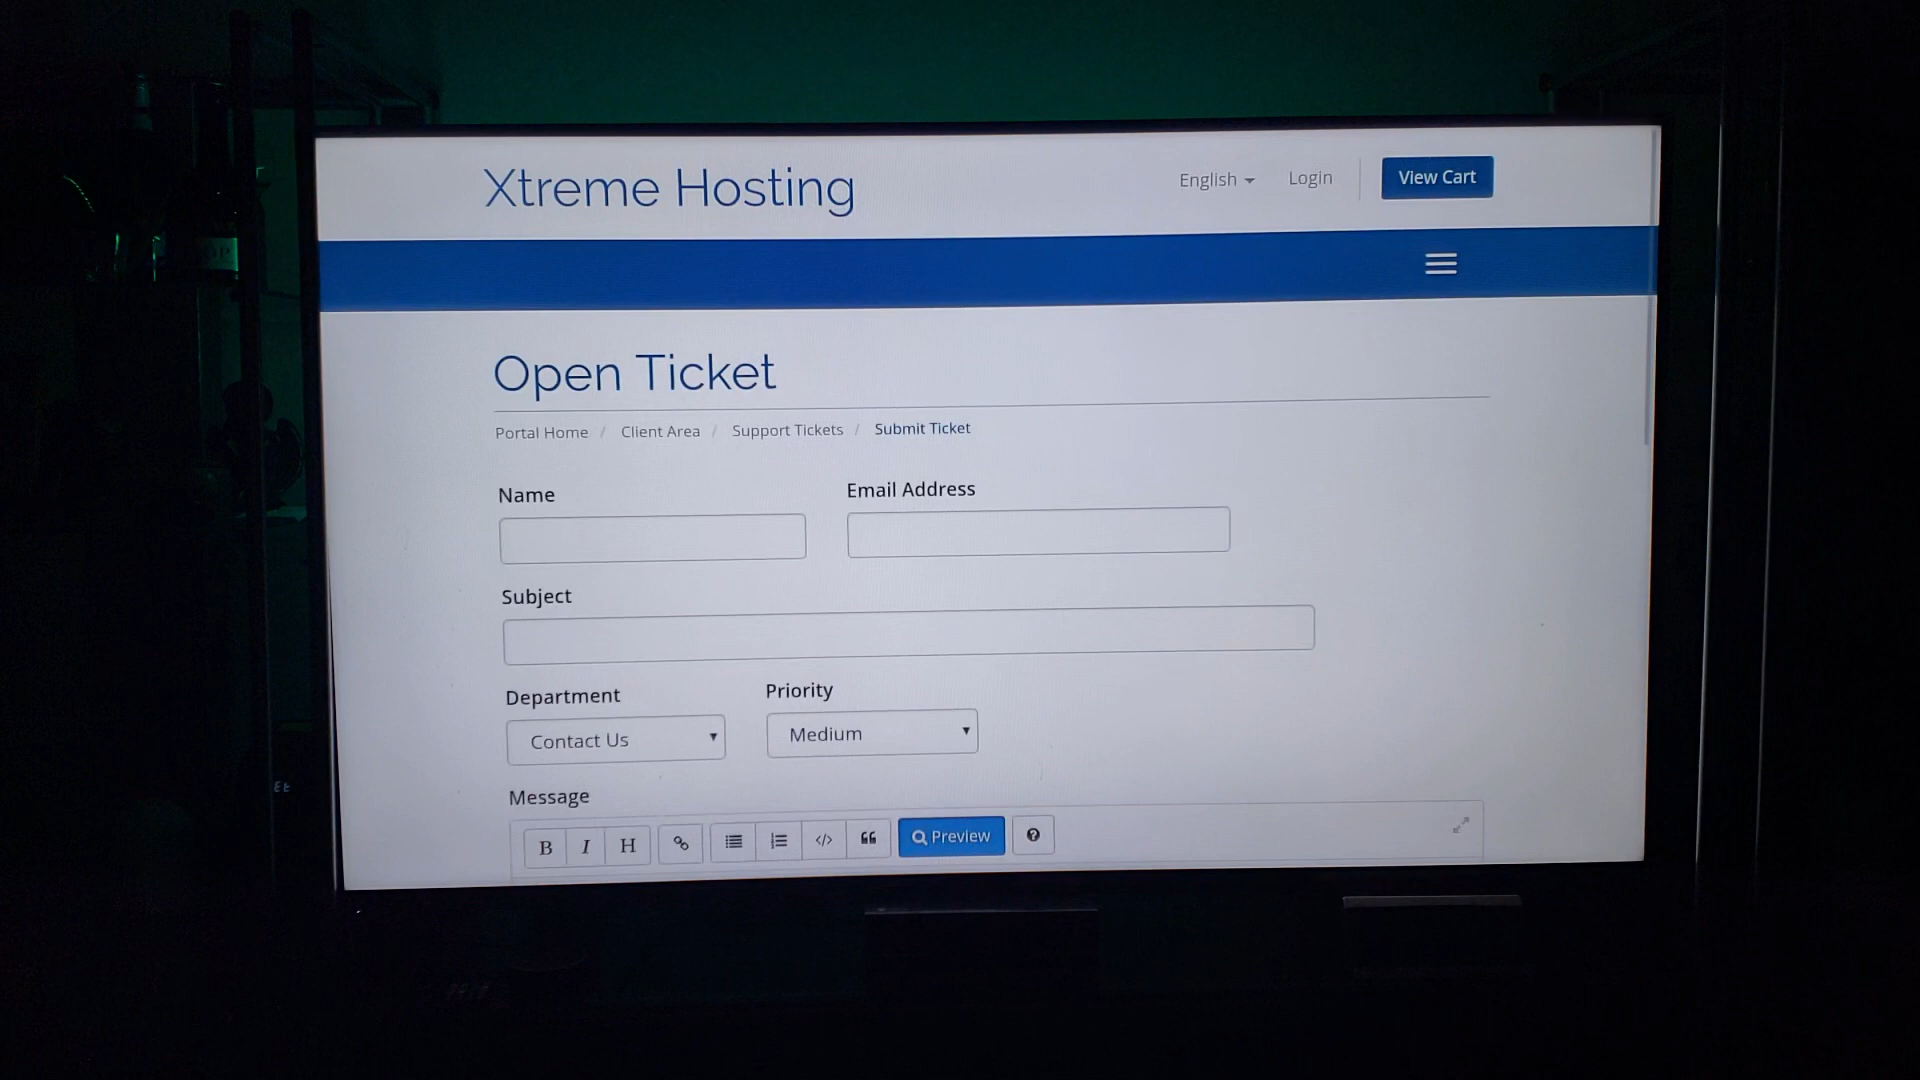 Xtreme Hosting
English
Login
View Cart
Open Ticket
Portal Home / Client Area / Support Tickets / Submit Ticket
Name
Email Address
Subject
Department
Priority
Contact Us
Medium
Message
B I H </> Preview